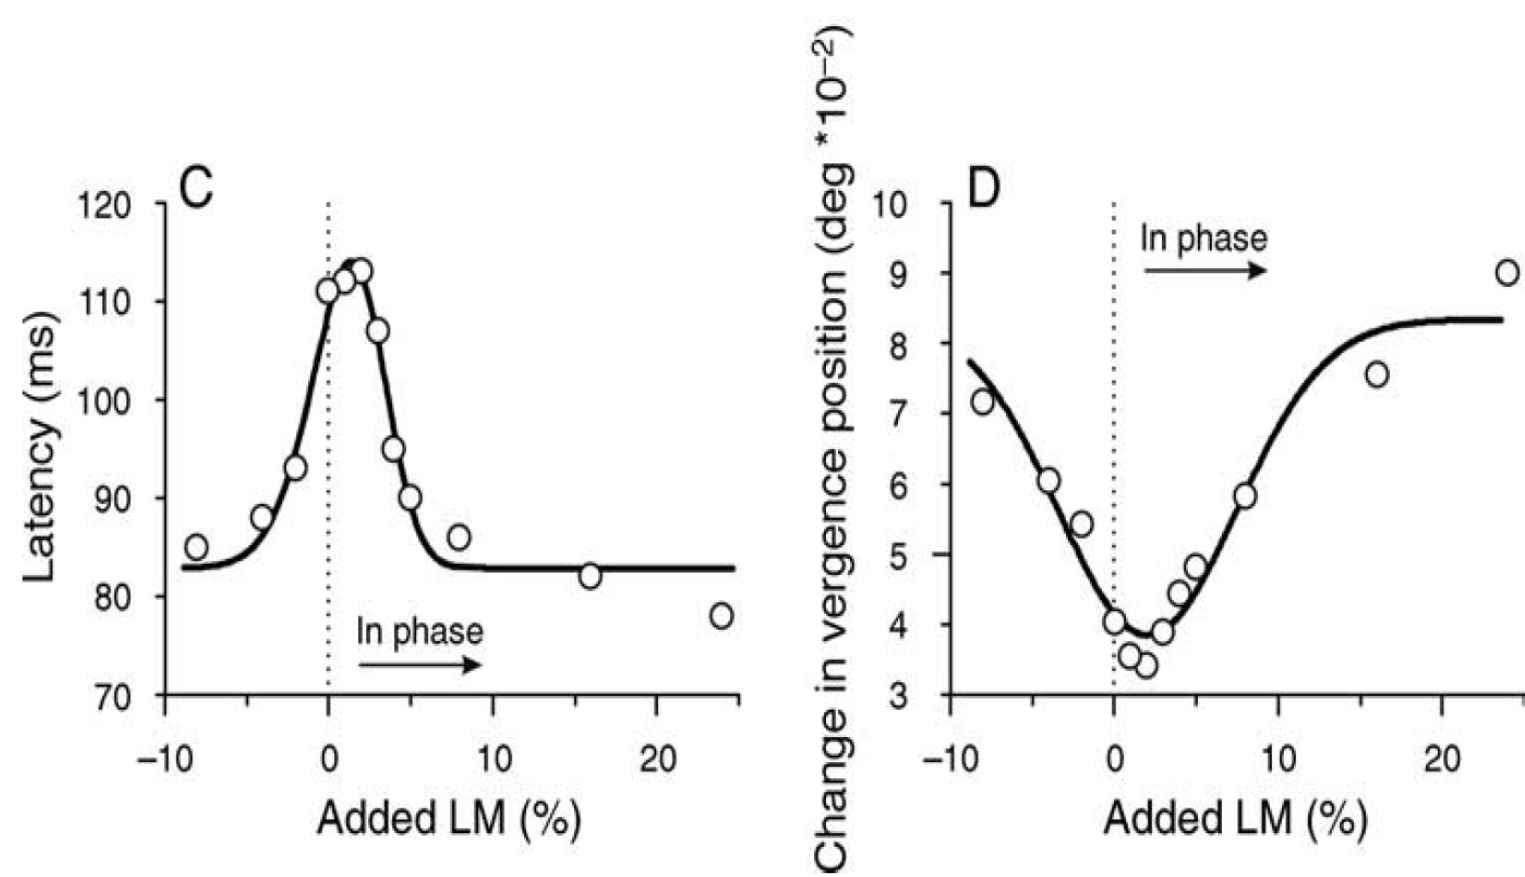 C
Latency (ms)
120
110
100
90
80
70
In phase
–10
0
10
20
Added LM (%)
D
Change in vergence position (deg *10–2)
10
9
8
7
6
5
4
3
In phase
–10
0
10
20
Added LM (%)